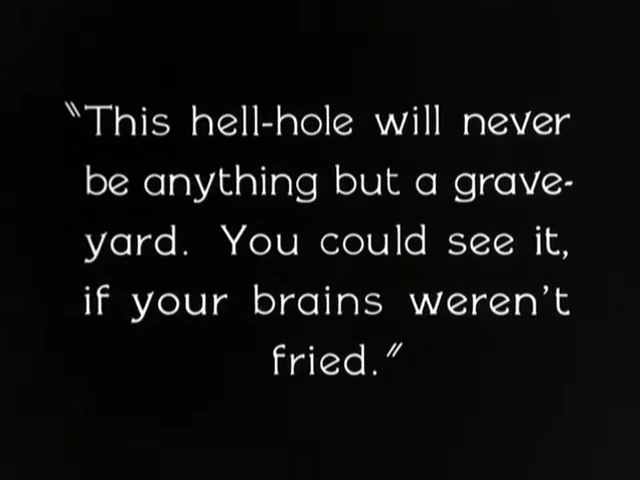 "This hell-hole will never
be anything but a grave-
yard. You could see it,
if your brains weren't
fried."